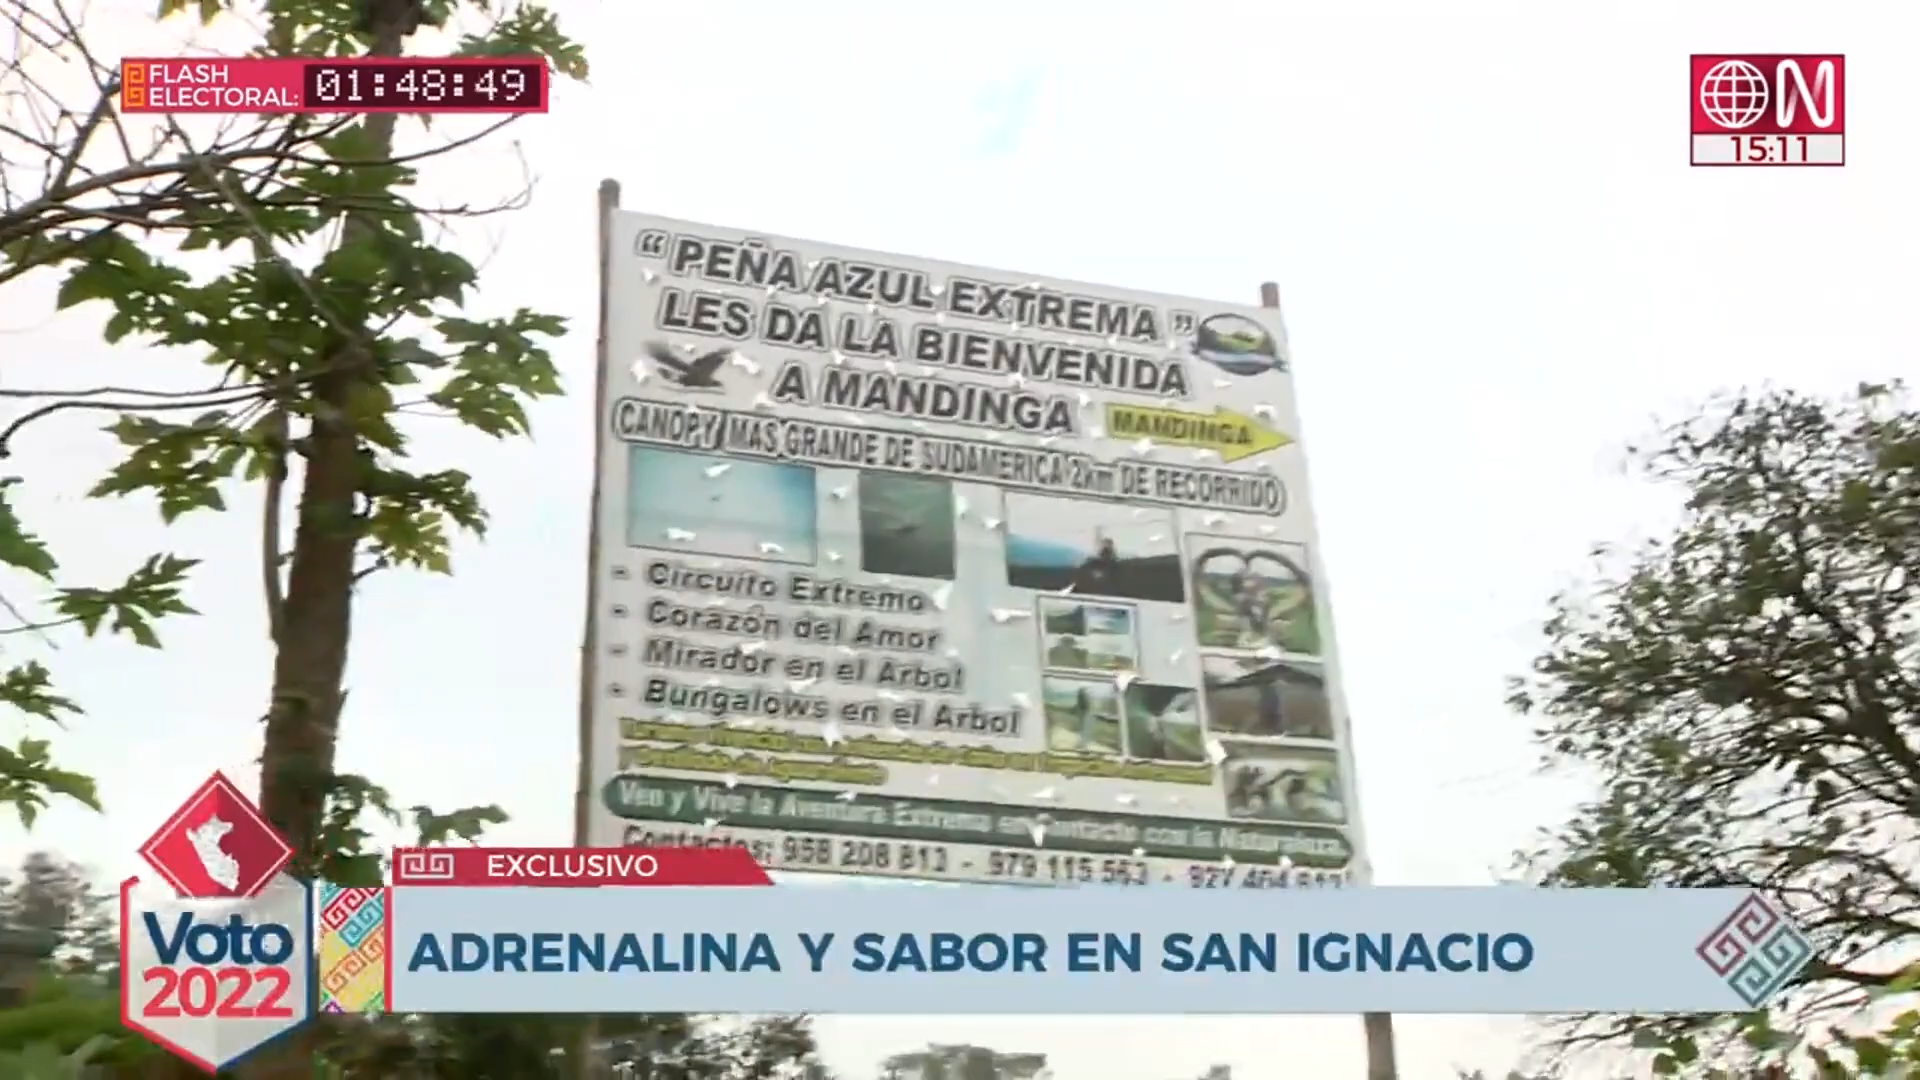 FLASH
ELECTORAL: 01:48:49
N
15:11
“ PEÑA AZUL EXTREMA ”
LES DA LA BIENVENIDA
A MANDINGA
MANDINGA
CANOPY MAS GRANDE DE SUDAMERICA 2km DE RECORRIDO
- Circuito Extremo
- Corazón del Amor
- Mirador en el Arbol
- Bungalows en el Arbol
Ven y Vive la Aventura Extrema en Contacto con la Naturaleza
Contactos: 958 208 813 - 979 115 563 -
EXCLUSIVO
Voto
2022
ADRENALINA Y SABOR EN SAN IGNACIO